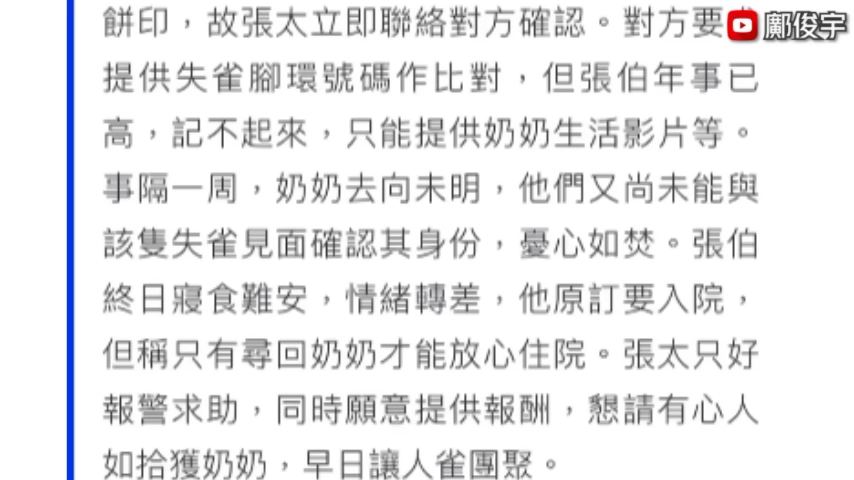 餅印，故張太立即聯絡對方確認。對方要
鄺俊宇
提供失雀腳環號碼作比對，但張伯年事已
高，記不起來，只能提供奶奶生活影片等。
事隔一周，奶奶去向未明，他們又尚未能與
該隻失雀見面確認其身份，憂心如焚。張伯
終日寢食難安，情緒轉差，他原訂要入院，
但稱只有尋回奶奶才能放心住院。張太只好
報警求助，同時願意提供報酬，懇請有心人
如拾獲奶奶，早日讓人雀團聚。